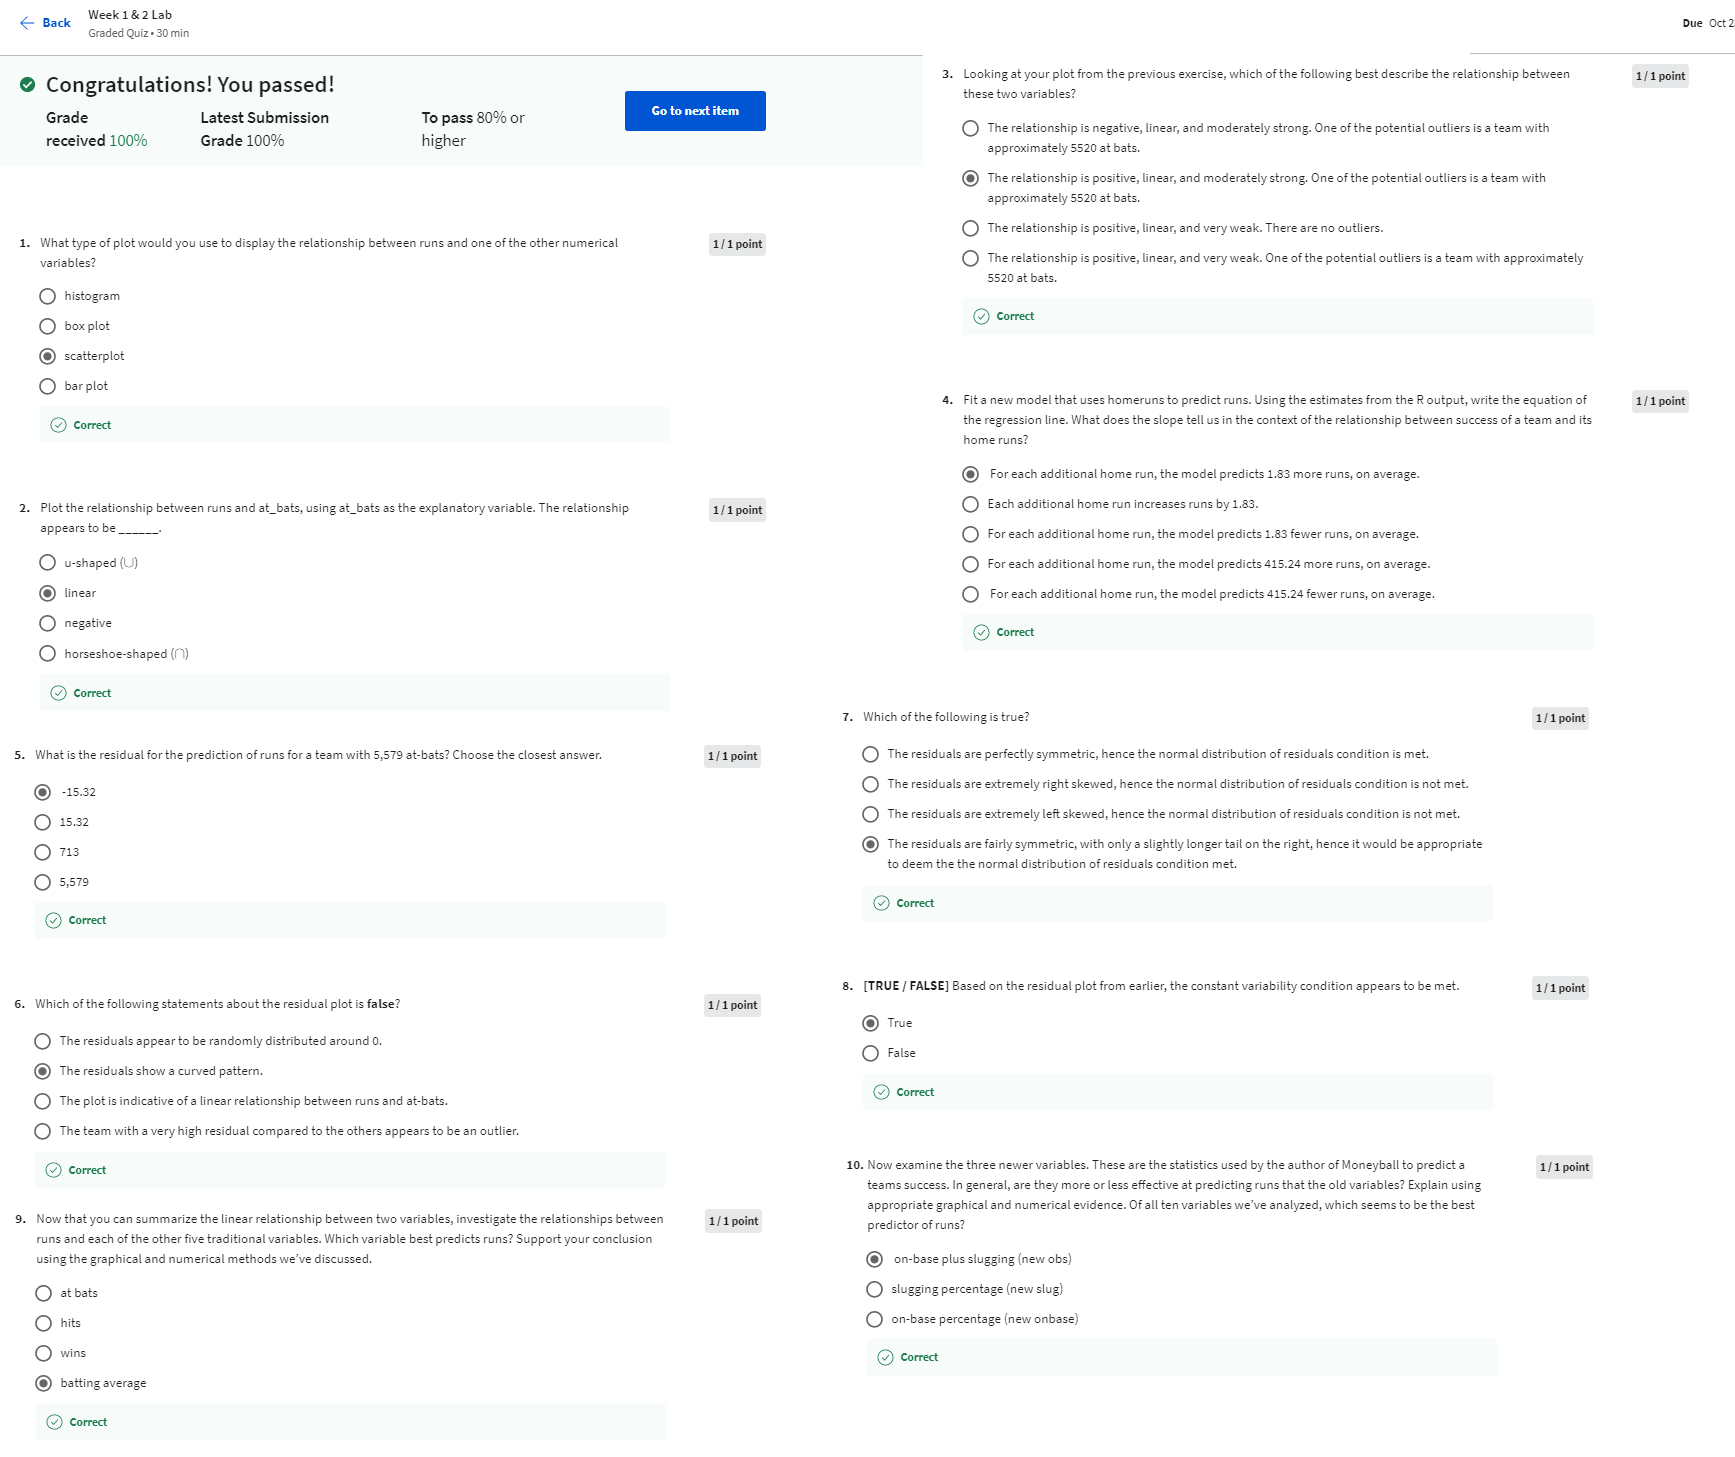 Back
Week 1 & 2 Lab
Graded Quiz • 30 min
Due Oct 2
Congratulations! You passed!
Grade
received 100%
Latest Submission
Grade 100%
To pass 80% or
higher
Go to next item
1. What type of plot would you use to display the relationship between runs and one of the other numerical
variables?
1 / 1 point
histogram
box plot
scatterplot
bar plot
Correct
2. Plot the relationship between runs and at_bats, using at_bats as the explanatory variable. The relationship
appears to be ______.
1 / 1 point
u-shaped (⋃)
linear
negative
horseshoe-shaped (⋂)
Correct
3. Looking at your plot from the previous exercise, which of the following best describe the relationship between
these two variables?
1 / 1 point
The relationship is negative, linear, and moderately strong. One of the potential outliers is a team with
approximately 5520 at bats.
The relationship is positive, linear, and moderately strong. One of the potential outliers is a team with
approximately 5520 at bats.
The relationship is positive, linear, and very weak. There are no outliers.
The relationship is positive, linear, and very weak. One of the potential outliers is a team with approximately
5520 at bats.
Correct
4. Fit a new model that uses homeruns to predict runs. Using the estimates from the R output, write the equation of
the regression line. What does the slope tell us in the context of the relationship between success of a team and its
home runs?
1 / 1 point
For each additional home run, the model predicts 1.83 more runs, on average.
Each additional home run increases runs by 1.83.
For each additional home run, the model predicts 1.83 fewer runs, on average.
For each additional home run, the model predicts 415.24 more runs, on average.
For each additional home run, the model predicts 415.24 fewer runs, on average.
Correct
5. What is the residual for the prediction of runs for a team with 5,579 at-bats? Choose the closest answer.
1 / 1 point
-15.32
15.32
713
5,579
Correct
6. Which of the following statements about the residual plot is false?
1 / 1 point
The residuals appear to be randomly distributed around 0.
The residuals show a curved pattern.
The plot is indicative of a linear relationship between runs and at-bats.
The team with a very high residual compared to the others appears to be an outlier.
Correct
7. Which of the following is true?
1 / 1 point
The residuals are perfectly symmetric, hence the normal distribution of residuals condition is met.
The residuals are extremely right skewed, hence the normal distribution of residuals condition is not met.
The residuals are extremely left skewed, hence the normal distribution of residuals condition is not met.
The residuals are fairly symmetric, with only a slightly longer tail on the right, hence it would be appropriate
to deem the the normal distribution of residuals condition met.
Correct
8. [TRUE / FALSE] Based on the residual plot from earlier, the constant variability condition appears to be met.
1 / 1 point
True
False
Correct
9. Now that you can summarize the linear relationship between two variables, investigate the relationships between
runs and each of the other five traditional variables. Which variable best predicts runs? Support your conclusion
using the graphical and numerical methods we've discussed.
1 / 1 point
at bats
hits
wins
batting average
Correct
10. Now examine the three newer variables. These are the statistics used by the author of Moneyball to predict a
teams success. In general, are they more or less effective at predicting runs that the old variables? Explain using
appropriate graphical and numerical evidence. Of all ten variables we've analyzed, which seems to be the best
predictor of runs?
1 / 1 point
on-base plus slugging (new obs)
slugging percentage (new slug)
on-base percentage (new onbase)
Correct